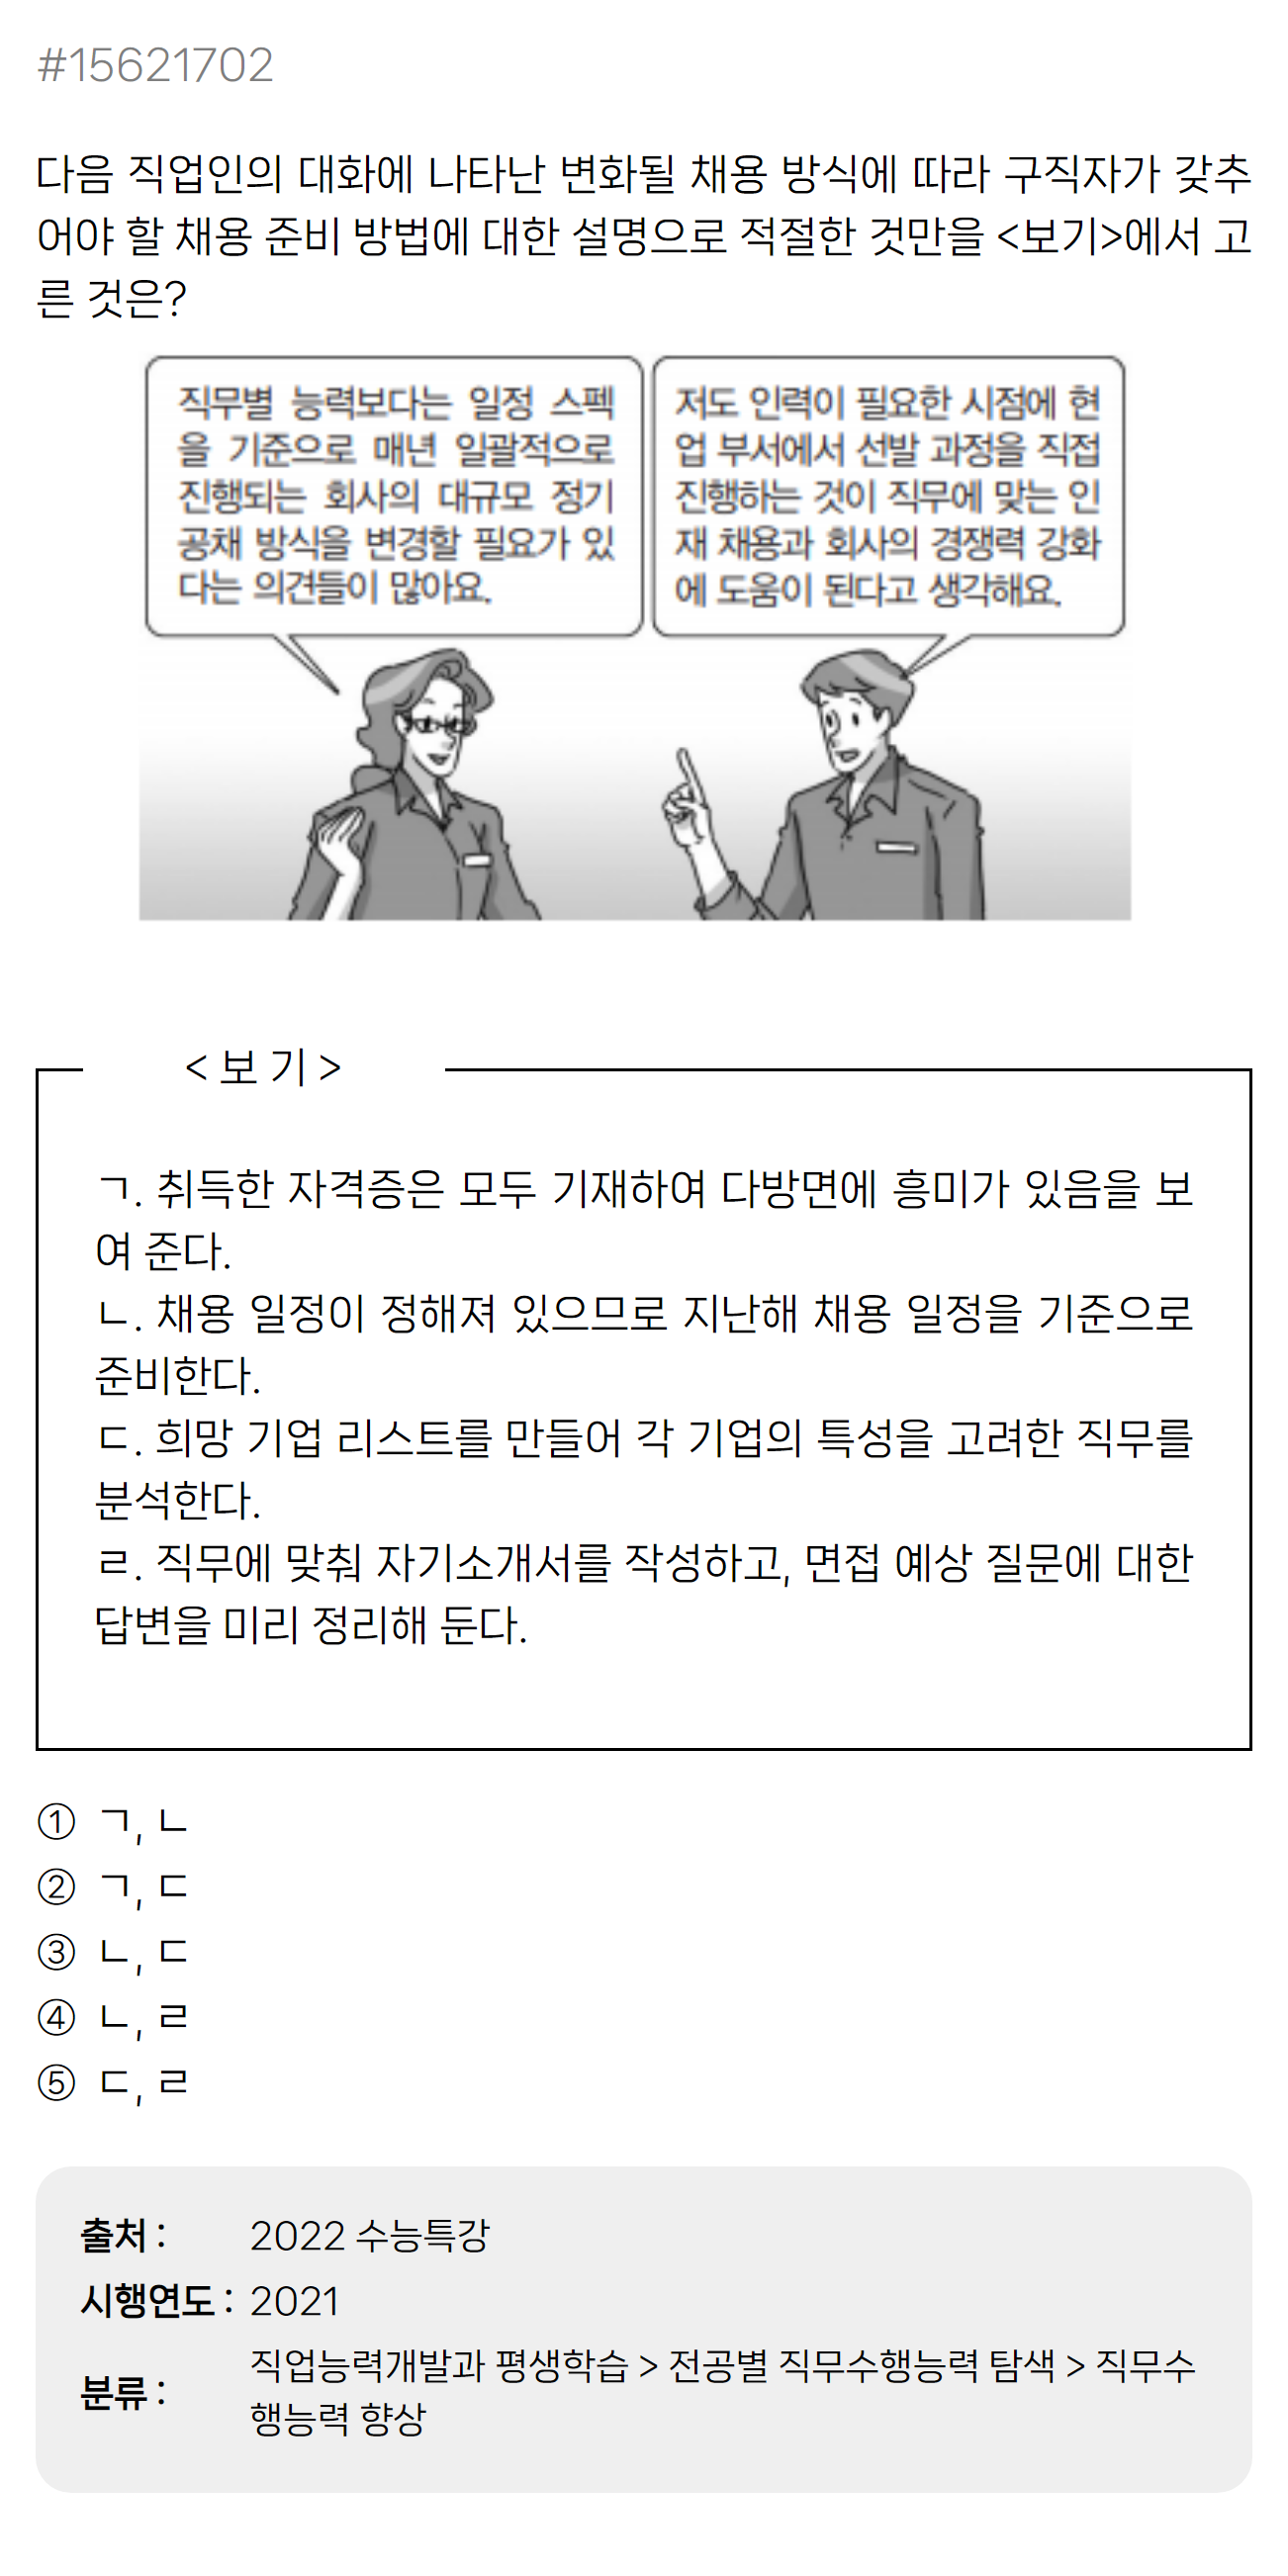 #15621702
다음 직업인의 대화에 나타난 변화될 채용 방식에 따라 구직자가 갖추
어야 할 채용 준비 방법에 대한 설명으로 적절한 것만을 <보기>에서 고
른 것은?
직무별 능력보다는 일정 스펙
을 기준으로 매년 일괄적으로
진행되는 회사의 대규모 정기
공채 방식을 변경할 필요가 있
다는 의견들이 많아요.
저도 인력이 필요한 시점에 현
업 부서에서 선발 과정을 직접
진행하는 것이 직무에 맞는 인
재 채용과 회사의 경쟁력 강화
에 도움이 된다고 생각해요.
< 보 기 >
ㄱ. 취득한 자격증은 모두 기재하여 다방면에 흥미가 있음을 보
여 준다.
ㄴ. 채용 일정이 정해져 있으므로 지난해 채용 일정을 기준으로
준비한다.
ㄷ. 희망 기업 리스트를 만들어 각 기업의 특성을 고려한 직무를
분석한다.
ㄹ. 직무에 맞춰 자기소개서를 작성하고, 면접 예상 질문에 대한
답변을 미리 정리해 둔다.
① ㄱ, ㄴ
② ㄱ, ㄷ
③ ㄴ, ㄷ
④ ㄴ, ㄹ
⑤ ㄷ, ㄹ
출처 : 2022 수능특강
시행연도 : 2021
분류 : 직업능력개발과 평생학습 > 전공별 직무수행능력 탐색 > 직무수
행능력 향상